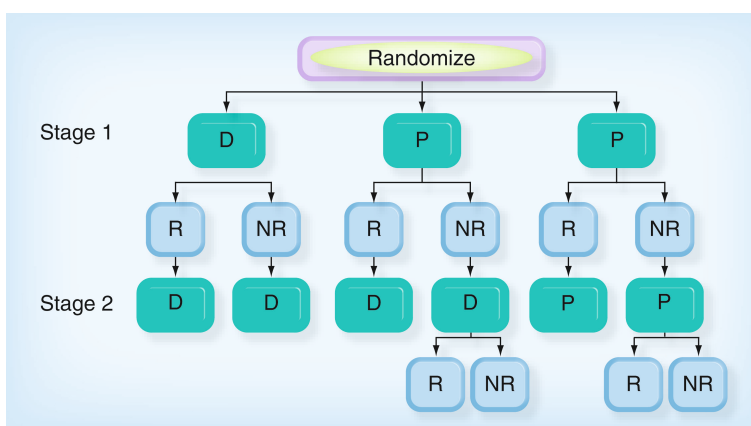 Randomize
Stage 1 D P P
R NR R NR R NR
Stage 2 D D D D P P
R NR R NR